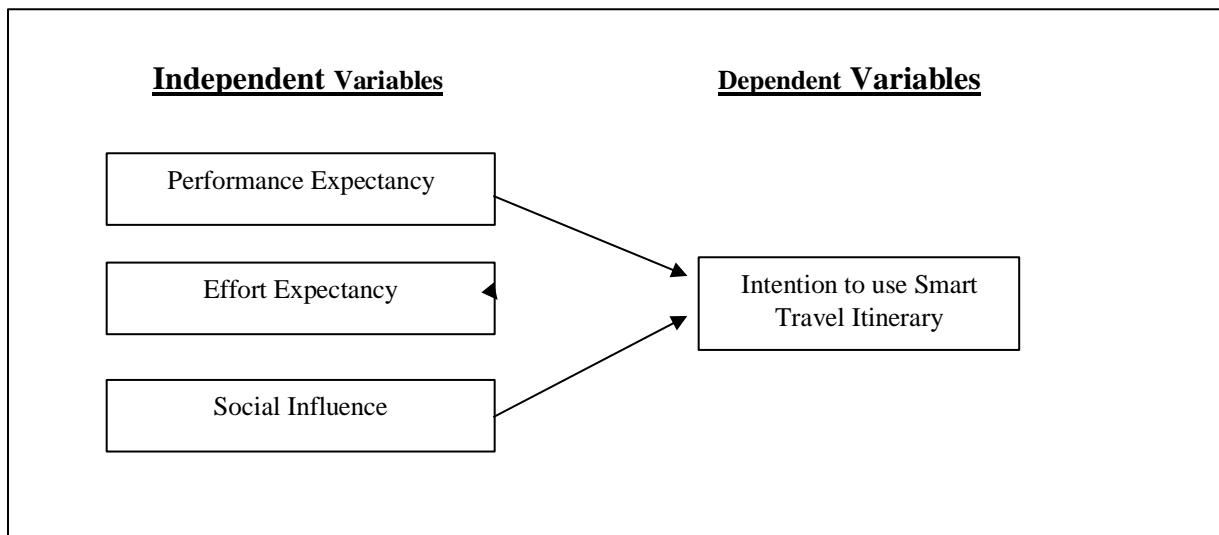 Independent Variables
Dependent Variables
Performance Expectancy
Effort Expectancy
Intention to use Smart
Travel Itinerary
Social Influence